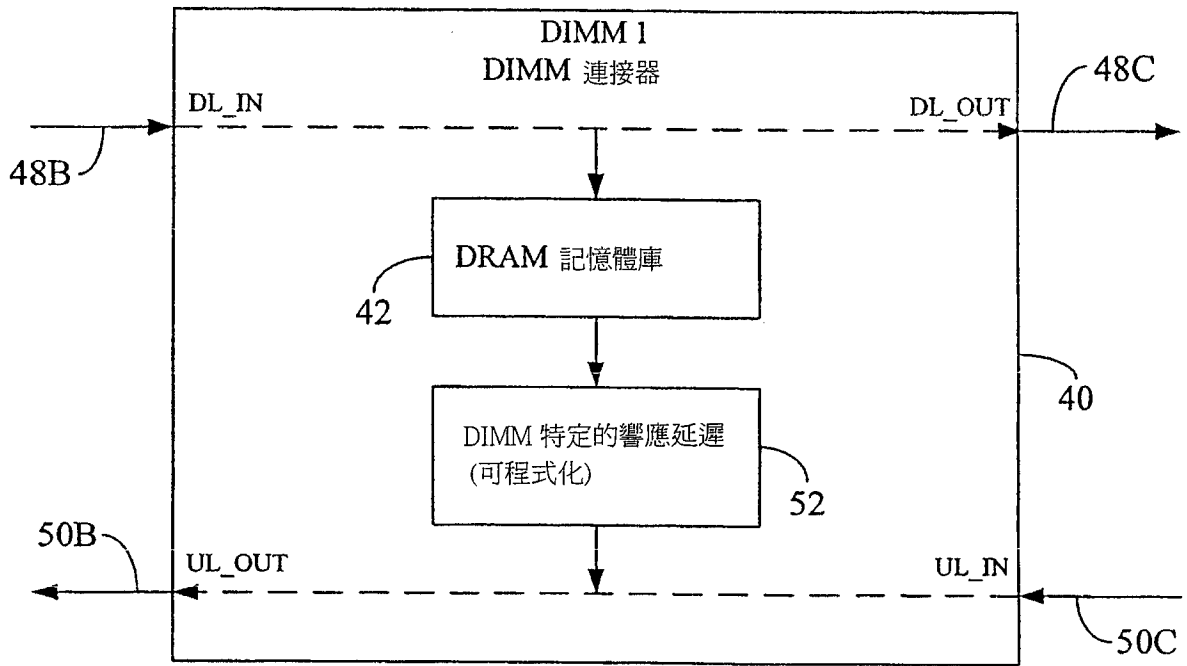 DIMM 1
DIMM 連接器
48C
DL_IN
DL_OUT
48B
DRAM 記憶體庫
42
40
DIMM 特定的響應延遲
(可程式化)
52
50B
UL_OUT
UL_IN
50C